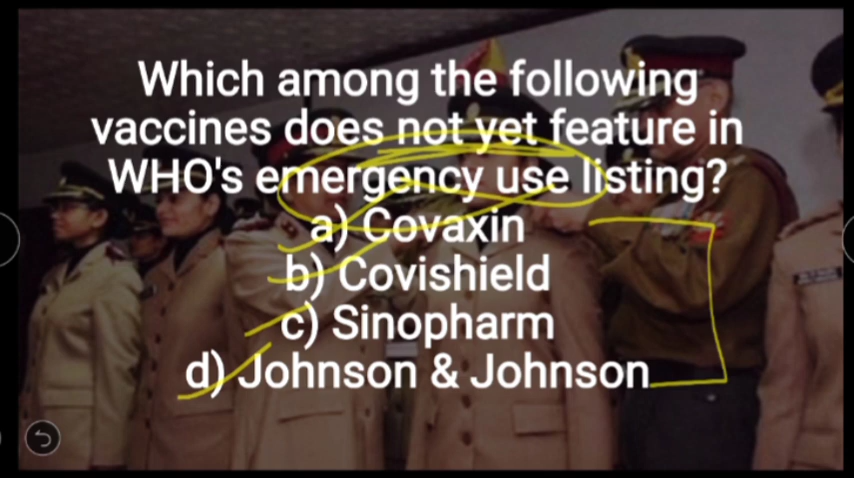 Which among the following
vaccines does not yet feature in
WHO's emergency use listing?
a) Covaxin
b) Covishield
c) Sinopharm
d) Johnson & Johnson